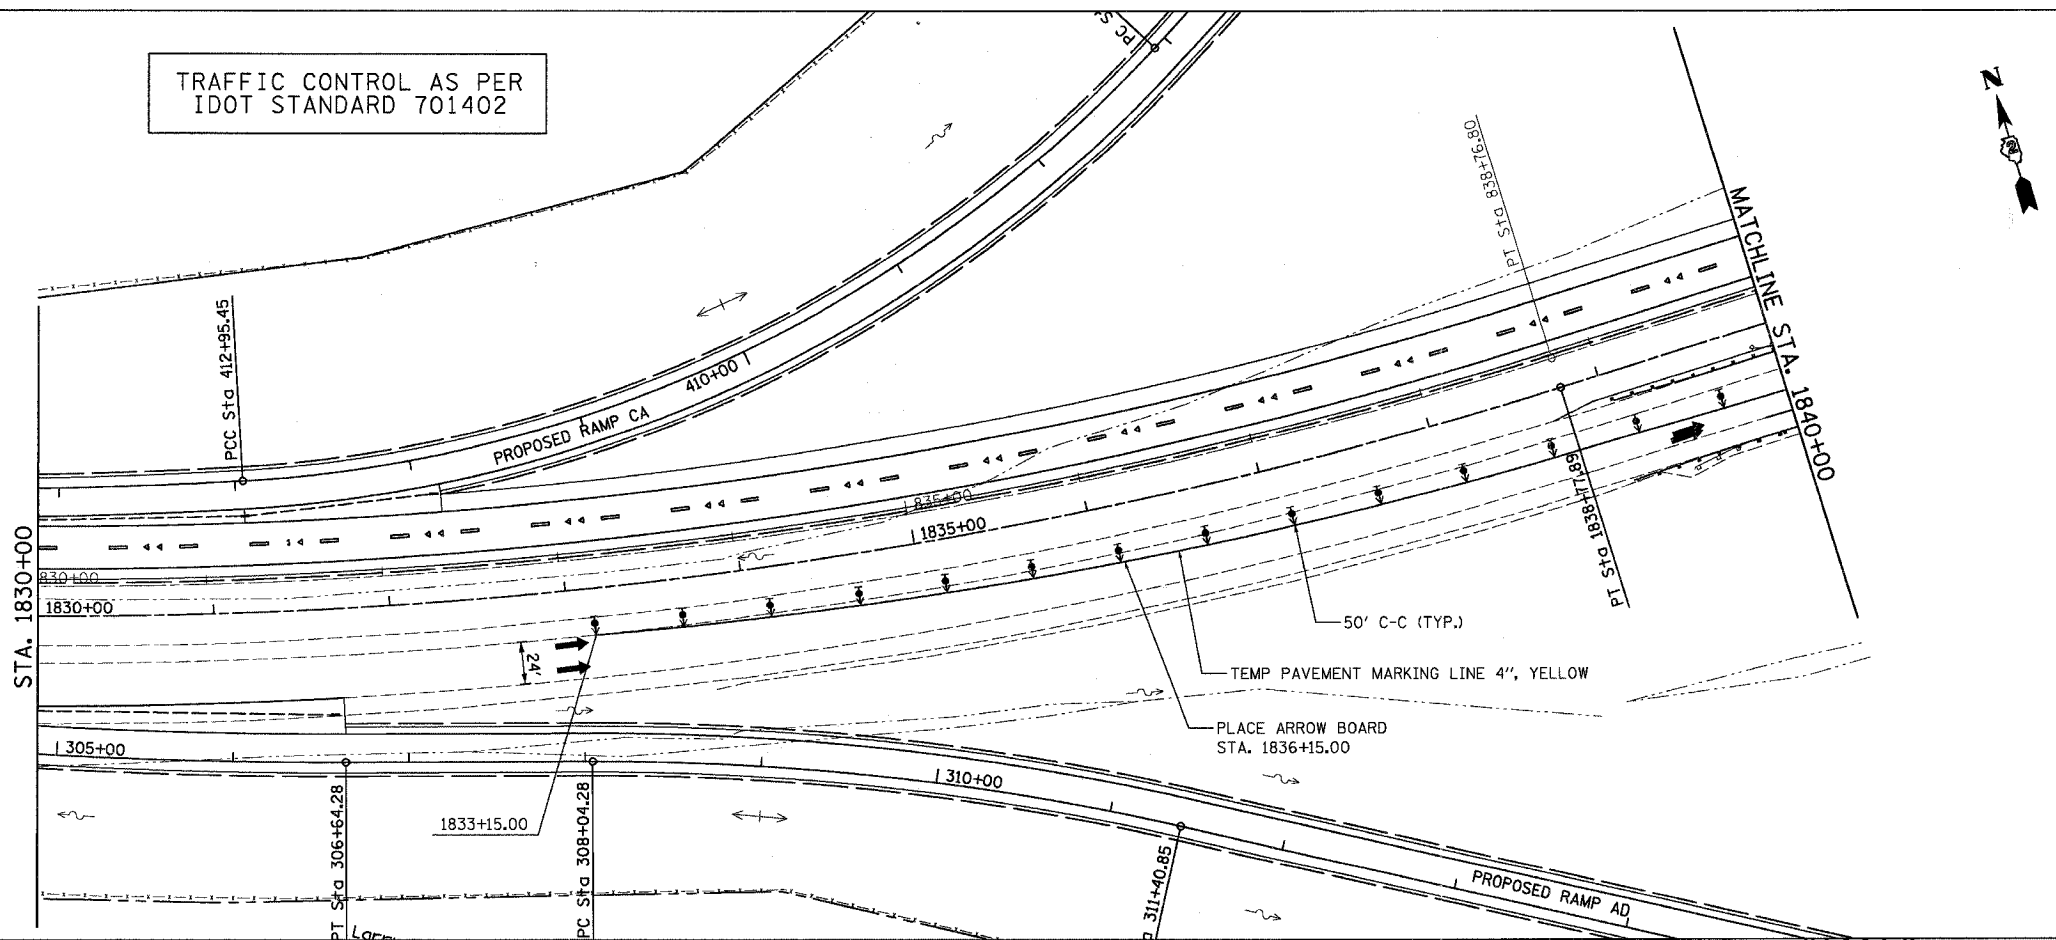 TRAFFIC CONTROL AS PER
IDOT STANDARD 701402
PC S
N
2
PT Sta 838+76.80
MATCHLINE STA. 1840+00
PCC Sta 412+95.45
410+00
PROPOSED RAMP CA
835+00
1835+00
STA. 1830+00
830+00
1830+00
PT Sta 1838+77.89
50' C-C (TYP.)
24'
TEMP PAVEMENT MARKING LINE 4", YELLOW
PLACE ARROW BOARD
STA. 1836+15.00
305+00
310+00
1833+15.00
PT Sta 306+64.28
PC Sta 308+04.28
311+40.85
PROPOSED RAMP AD